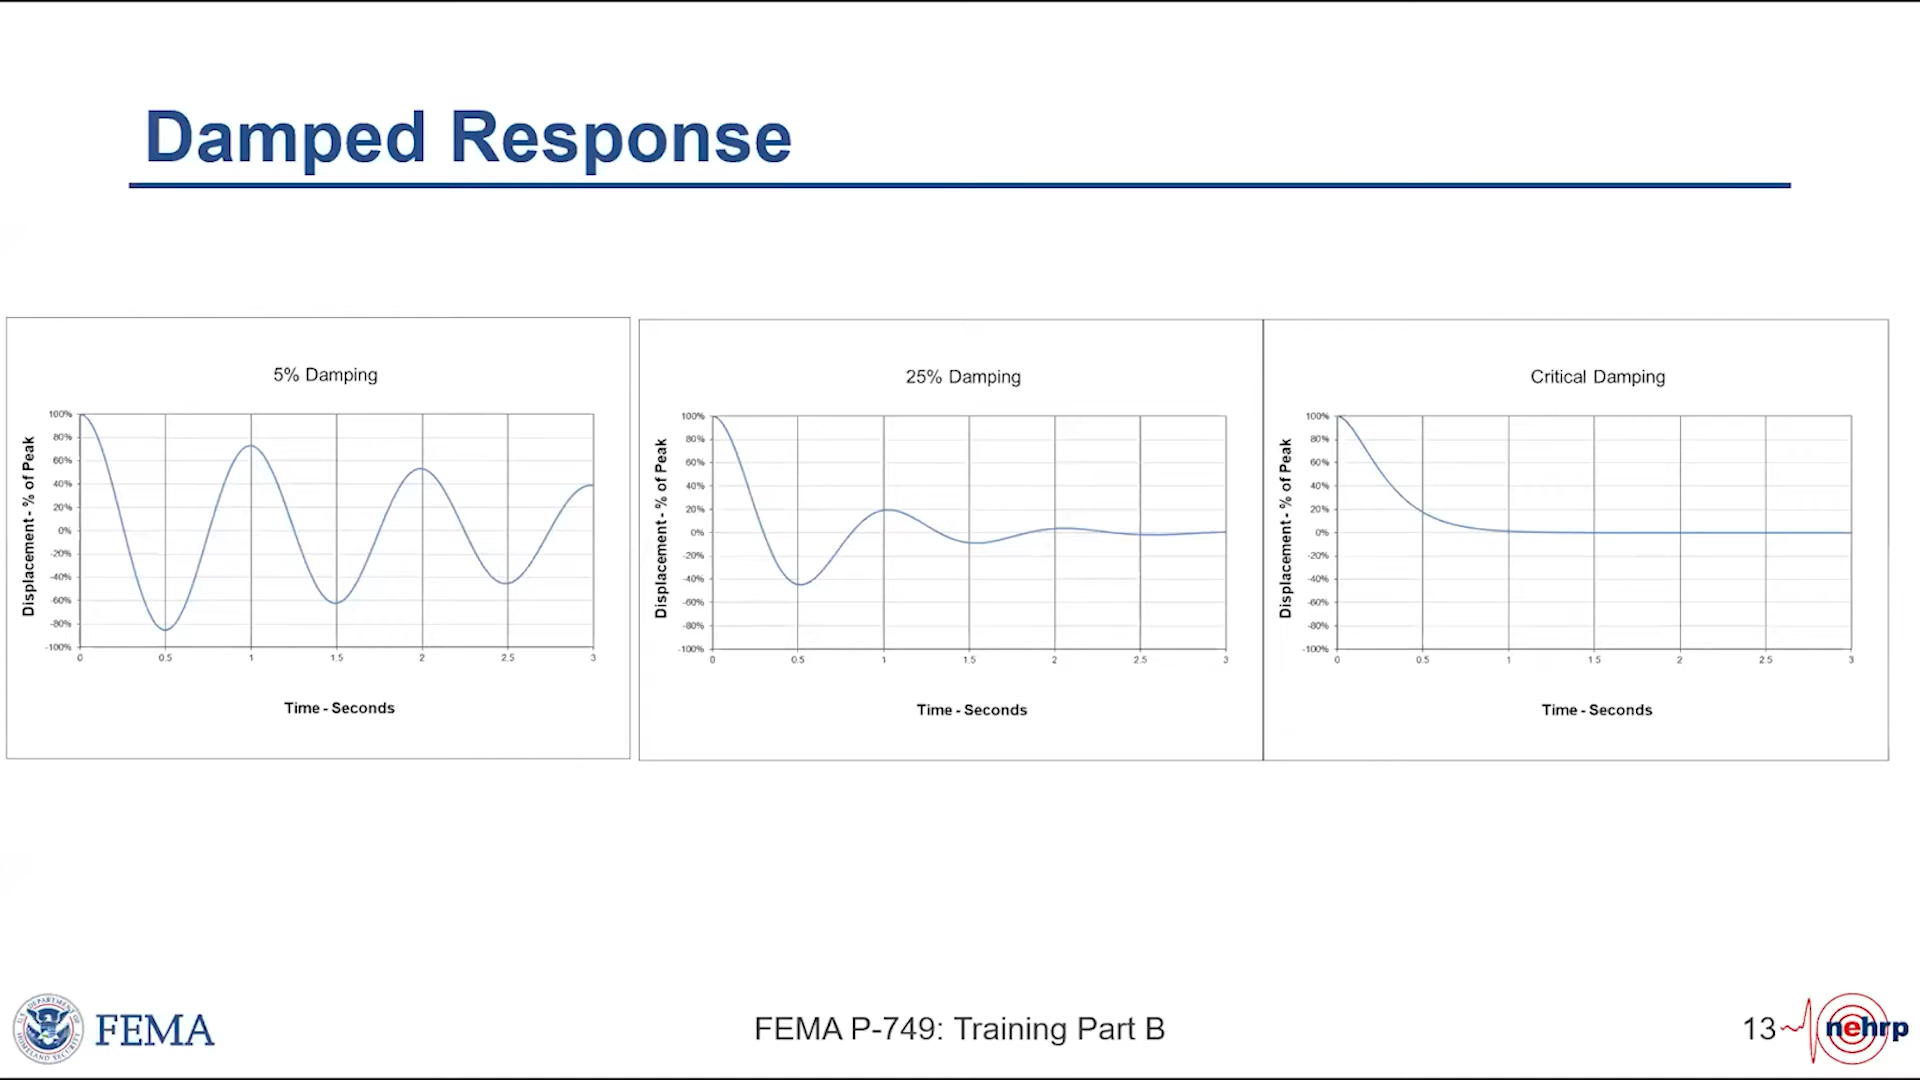 Damped Response
5% Damping
Displacement - % of Peak
100%
80%
60%
40%
20%
0%
-20%
-40%
-60%
-80%
-100%
0 0.5 1 1.5 2 2.5 3
Time - Seconds
25% Damping
Displacement - % of Peak
100%
80%
60%
40%
20%
0%
-20%
-40%
-60%
-80%
-100%
0 0.5 1 1.5 2 2.5 3
Time - Seconds
Critical Damping
Displacement - % of Peak
100%
80%
60%
40%
20%
0%
-20%
-40%
-60%
-80%
-100%
0 0.5 1 1.5 2 2.5 3
Time - Seconds
FEMA
FEMA P-749: Training Part B
13
nehrp